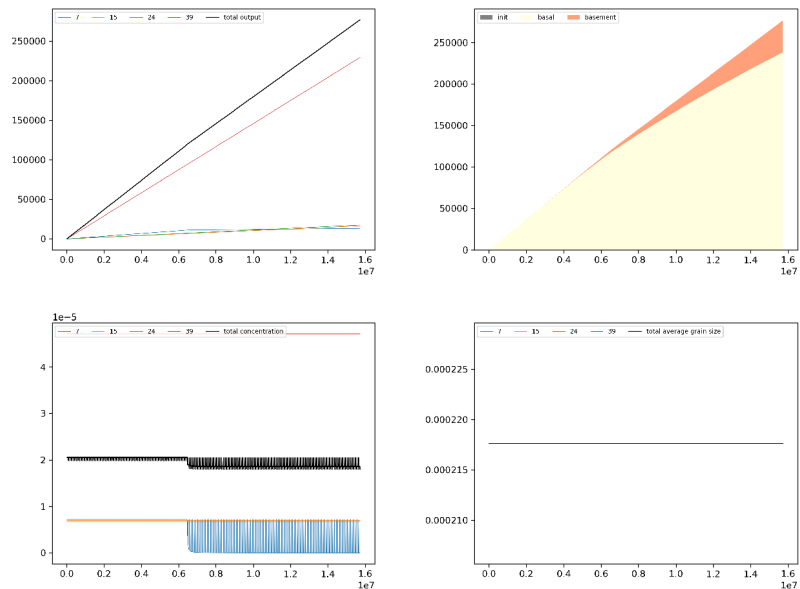 7 15 24 39 total output
250000
200000
150000
100000
50000
0
0.0 0.2 0.4 0.6 0.8 1.0 1.2 1.4 1.6
1e7
init basal basement
250000
200000
150000
100000
50000
0
0.0 0.2 0.4 0.6 0.8 1.0 1.2 1.4 1.6
1e7
1e-5
7 15 24 39 total concentration
4
3
2
1
0
0.0 0.2 0.4 0.6 0.8 1.0 1.2 1.4 1.6
1e7
7 15 24 39 total average grain size
0.000225
0.000220
0.000215
0.000210
0.0 0.2 0.4 0.6 0.8 1.0 1.2 1.4 1.6
1e7